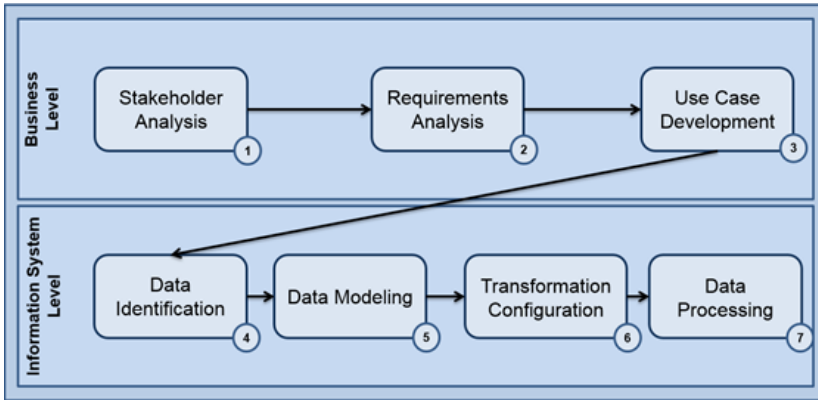 Business
Level
Stakeholder
Analysis
1
Requirements
Analysis
2
Use Case
Development
3
Information System
Level
Data
Identification
4
Data Modeling
5
Transformation
Configuration
6
Data
Processing
7